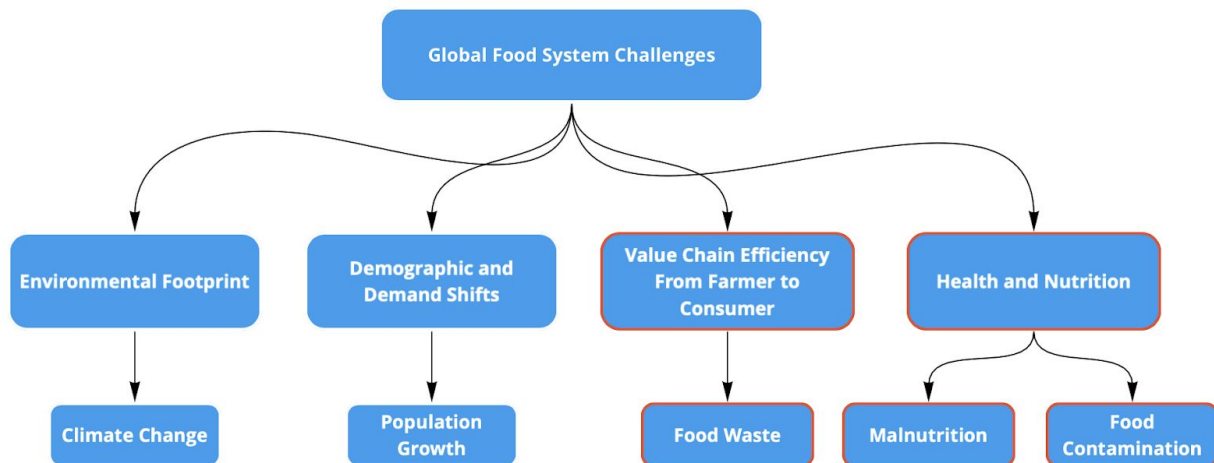 Global Food System Challenges
Environmental Footprint
Demographic and
Demand Shifts
Value Chain Efficiency
From Farmer to
Consumer
Health and Nutrition
Climate Change
Population
Growth
Food Waste
Malnutrition
Food
Contamination